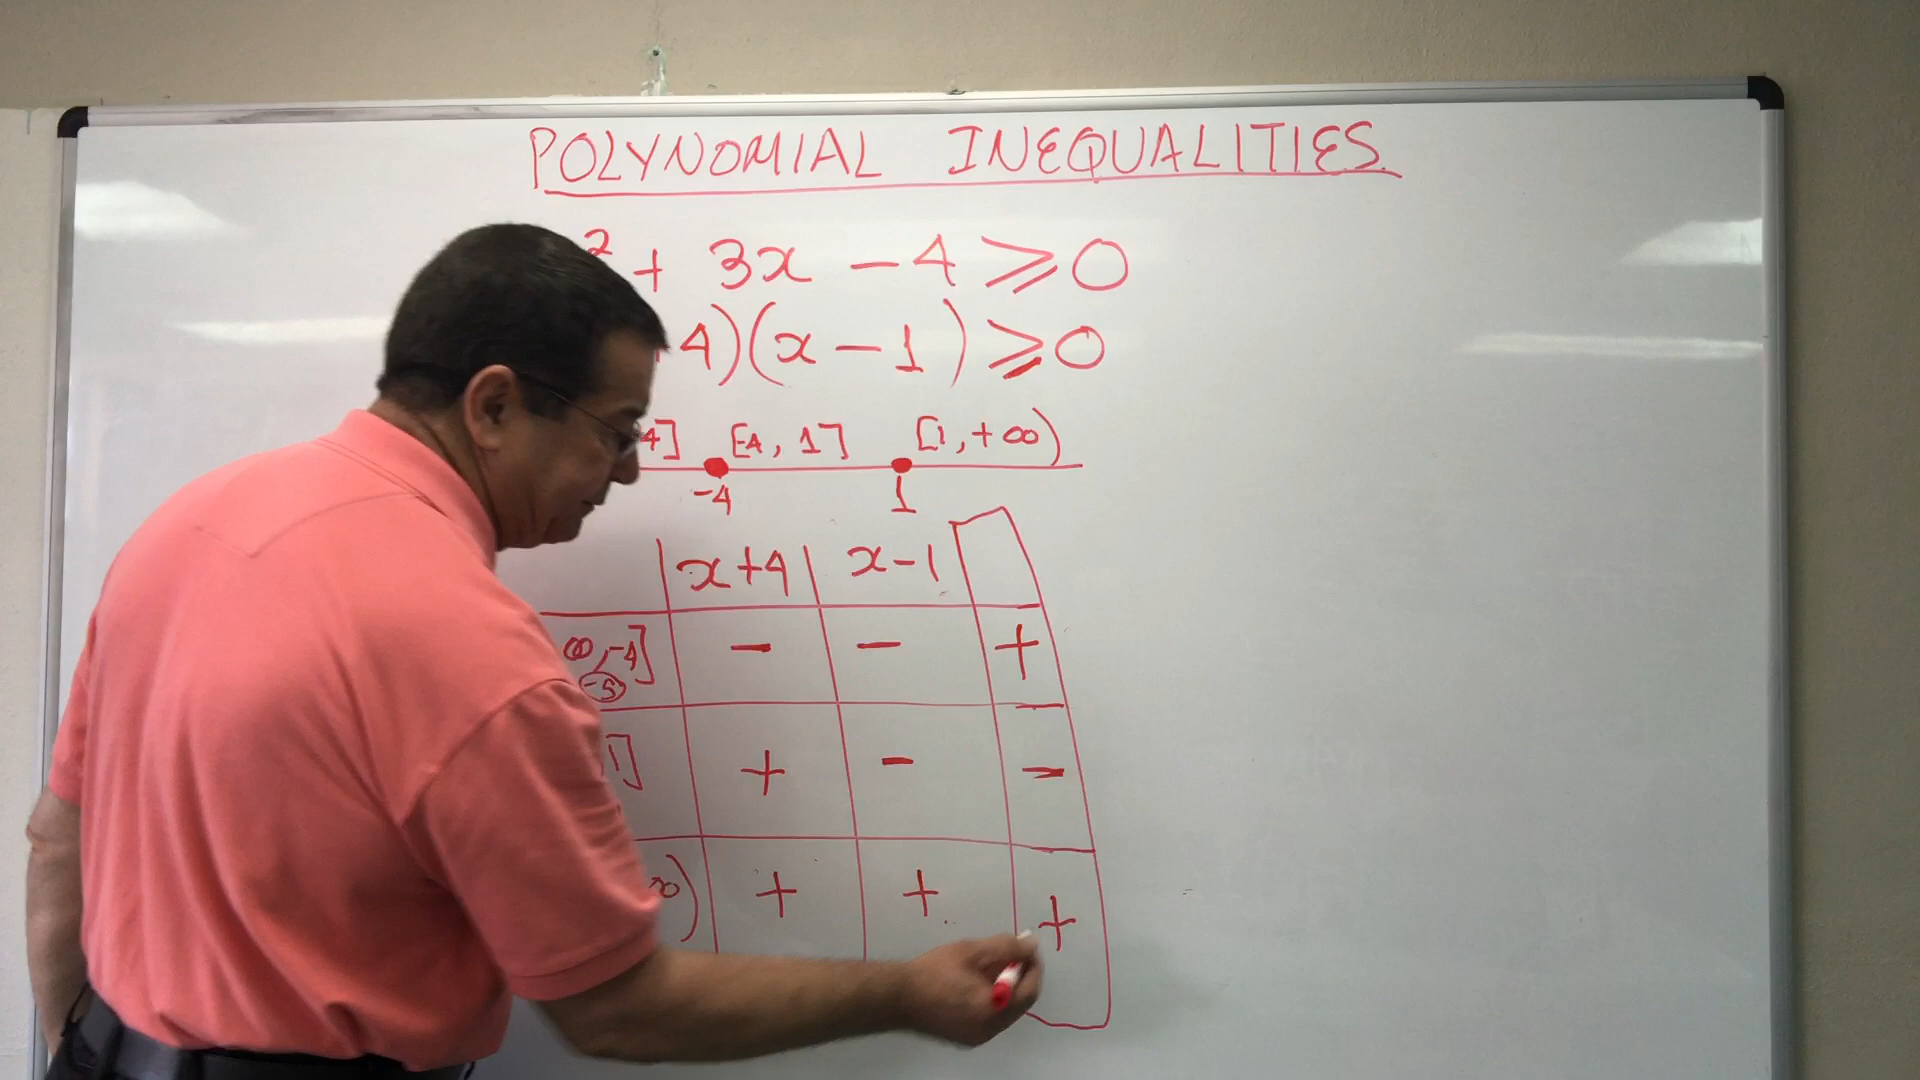 POLYNOMIAL INEQUALITIES
² + 3x - 4 ⩾ 0
+4)(x - 1) ⩾ 0
4] [-4, 1] [1, +∞)
-4 1
x+4 x-1
∞, -4] - - +
-5
1] + - -
∞) + + +